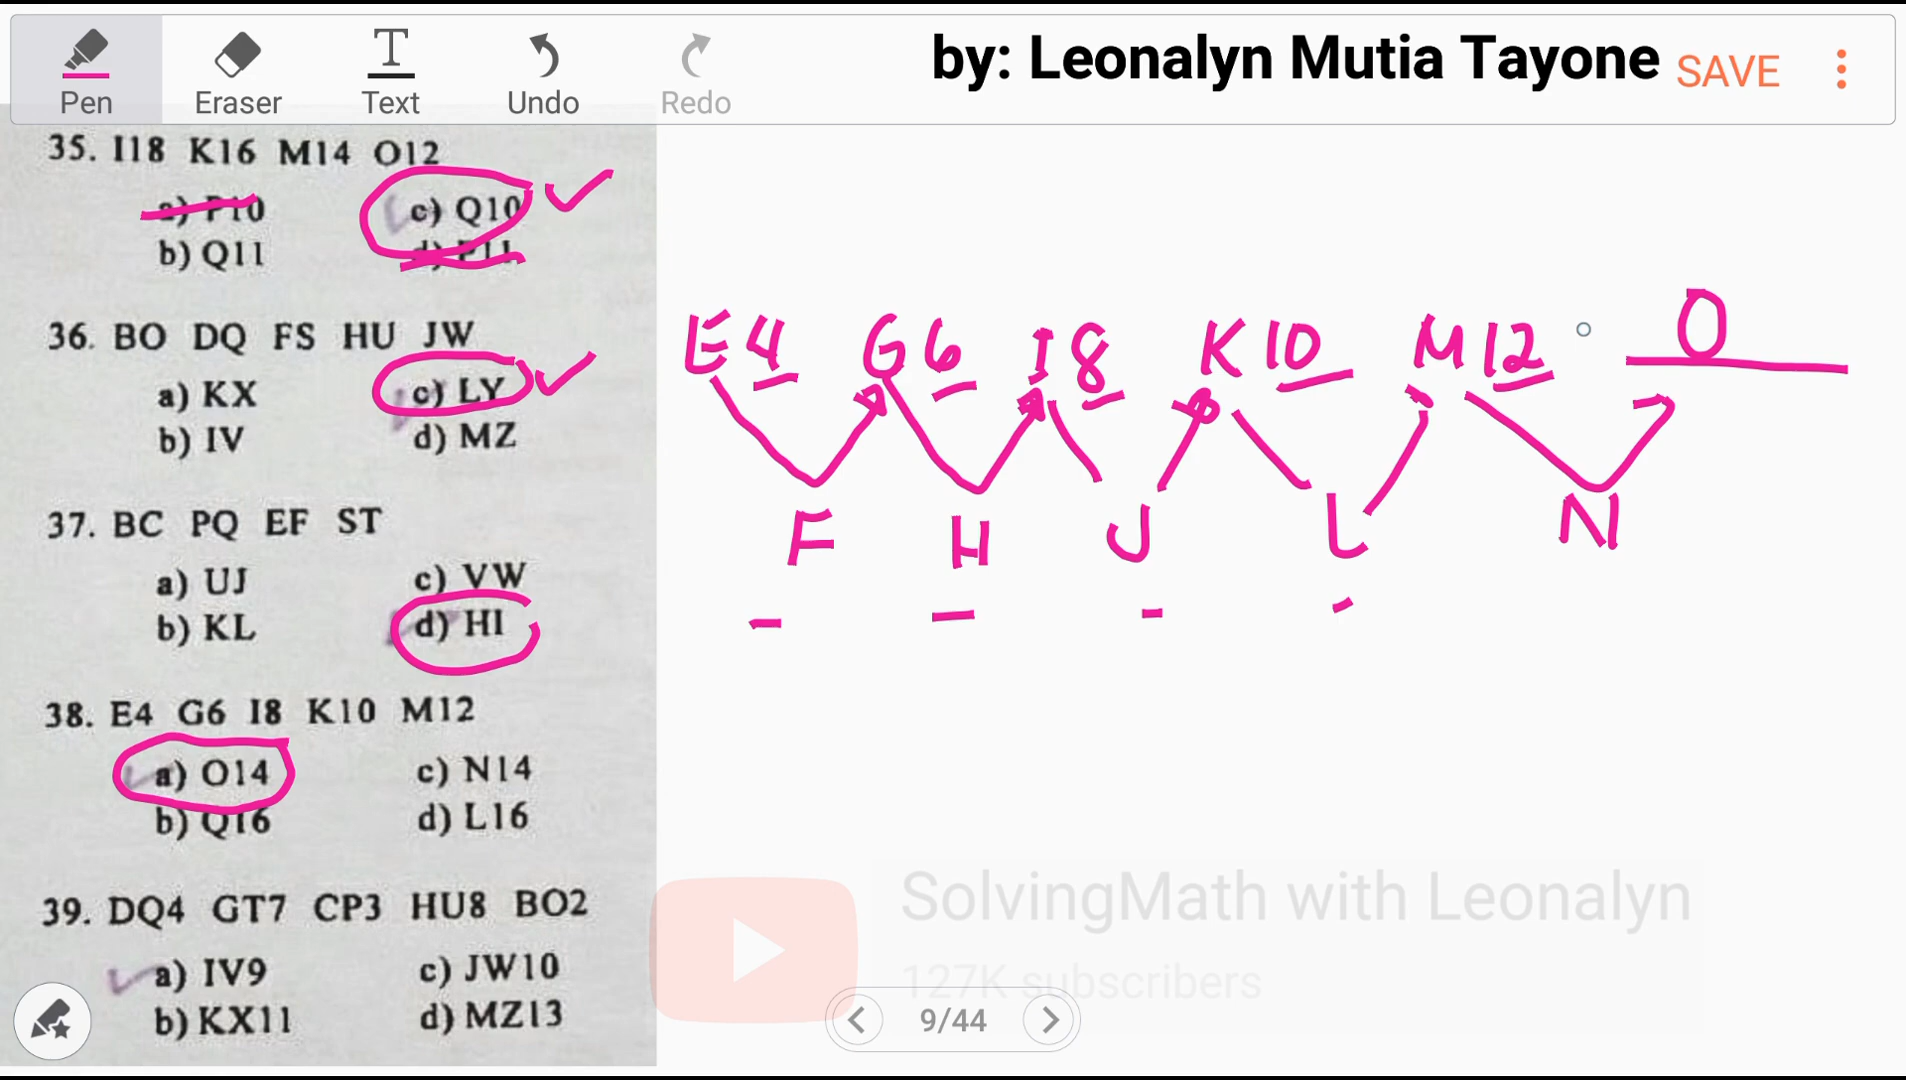 by: Leonalyn Mutia Tayone SAVE
Pen Eraser Text Undo Redo
35. I18 K16 M14 O12
a) P10 c) Q10
b) Q11 d) P11
36. BO DQ FS HU JW
a) KX c) LY
b) IV d) MZ
37. BC PQ EF ST
a) UJ c) VW
b) KL d) HI
38. E4 G6 I8 K10 M12
a) O14 c) N14
b) Q16 d) L16
39. DQ4 GT7 CP3 HU8 BO2
a) IV9 c) JW10
b) KX11 d) MZ13
E4 G6 I8 K10 M12 O
F H J L N
SolvingMath with Leonalyn
127K subscribers
9/44